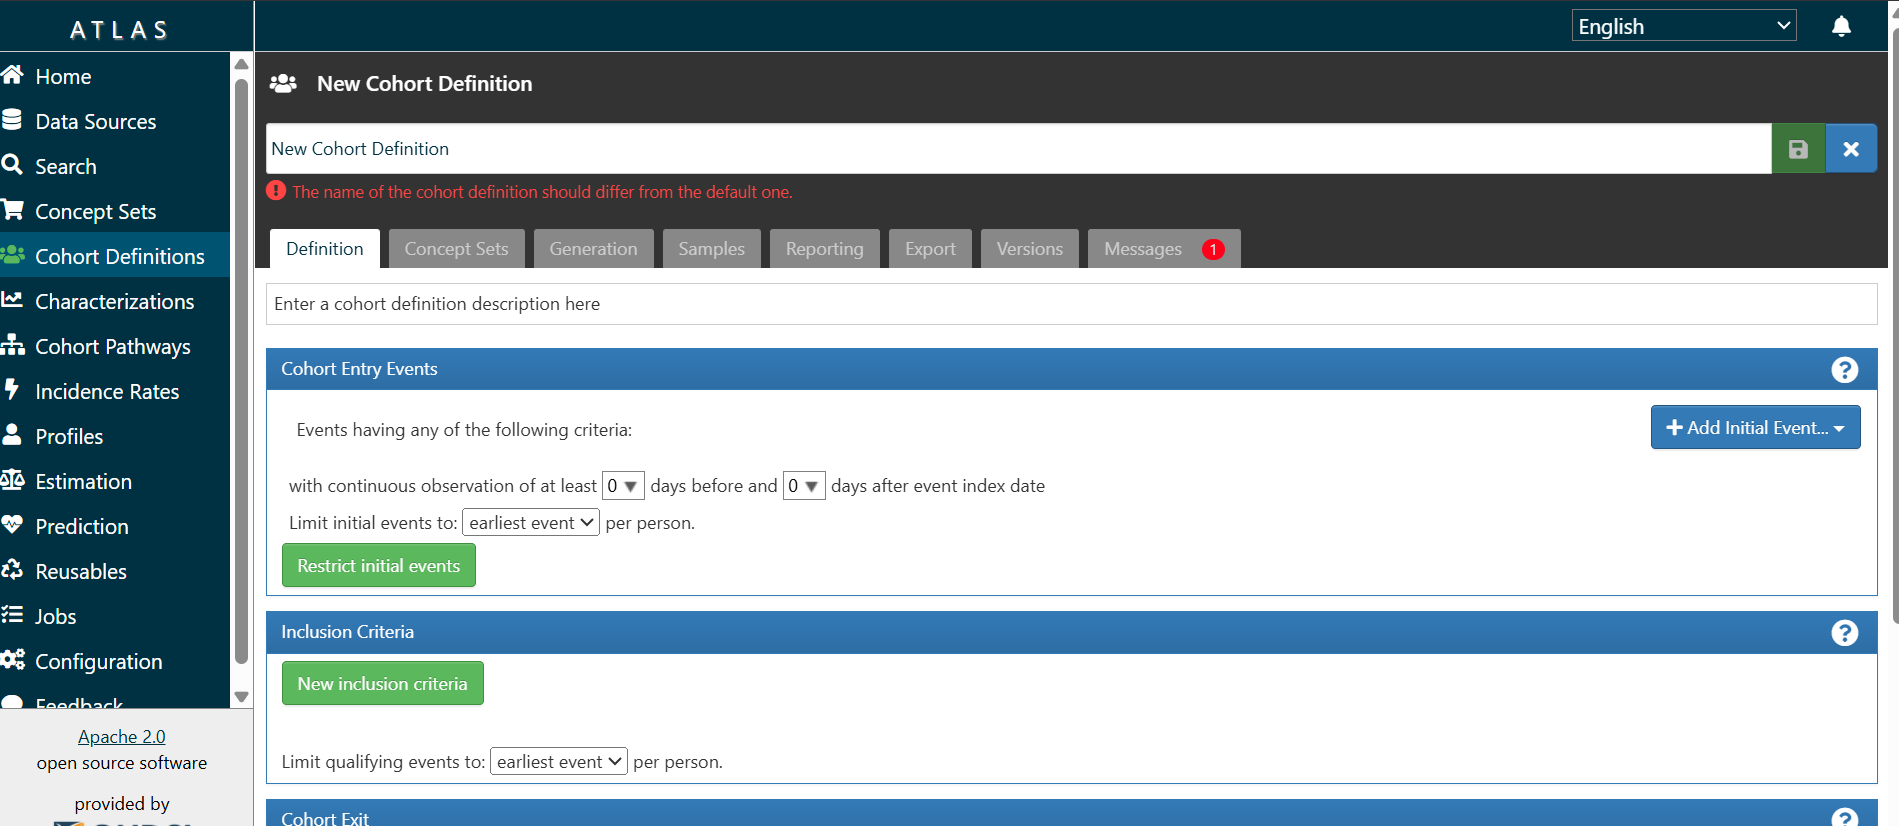 ATLAS
English
Home
Data Sources
Search
Concept Sets
Cohort Definitions
Characterizations
Cohort Pathways
Incidence Rates
Profiles
Estimation
Prediction
Reusables
Jobs
Configuration
Feedback
Apache 2.0
open source software
provided by
New Cohort Definition
New Cohort Definition
The name of the cohort definition should differ from the default one.
Definition Concept Sets Generation Samples Reporting Export Versions Messages 1
Enter a cohort definition description here
Cohort Entry Events
Events having any of the following criteria:
Add Initial Event...
with continuous observation of at least 0 days before and 0 days after event index date
Limit initial events to: earliest event per person.
Restrict initial events
Inclusion Criteria
New inclusion criteria
Limit qualifying events to: earliest event per person.
Cohort Exit